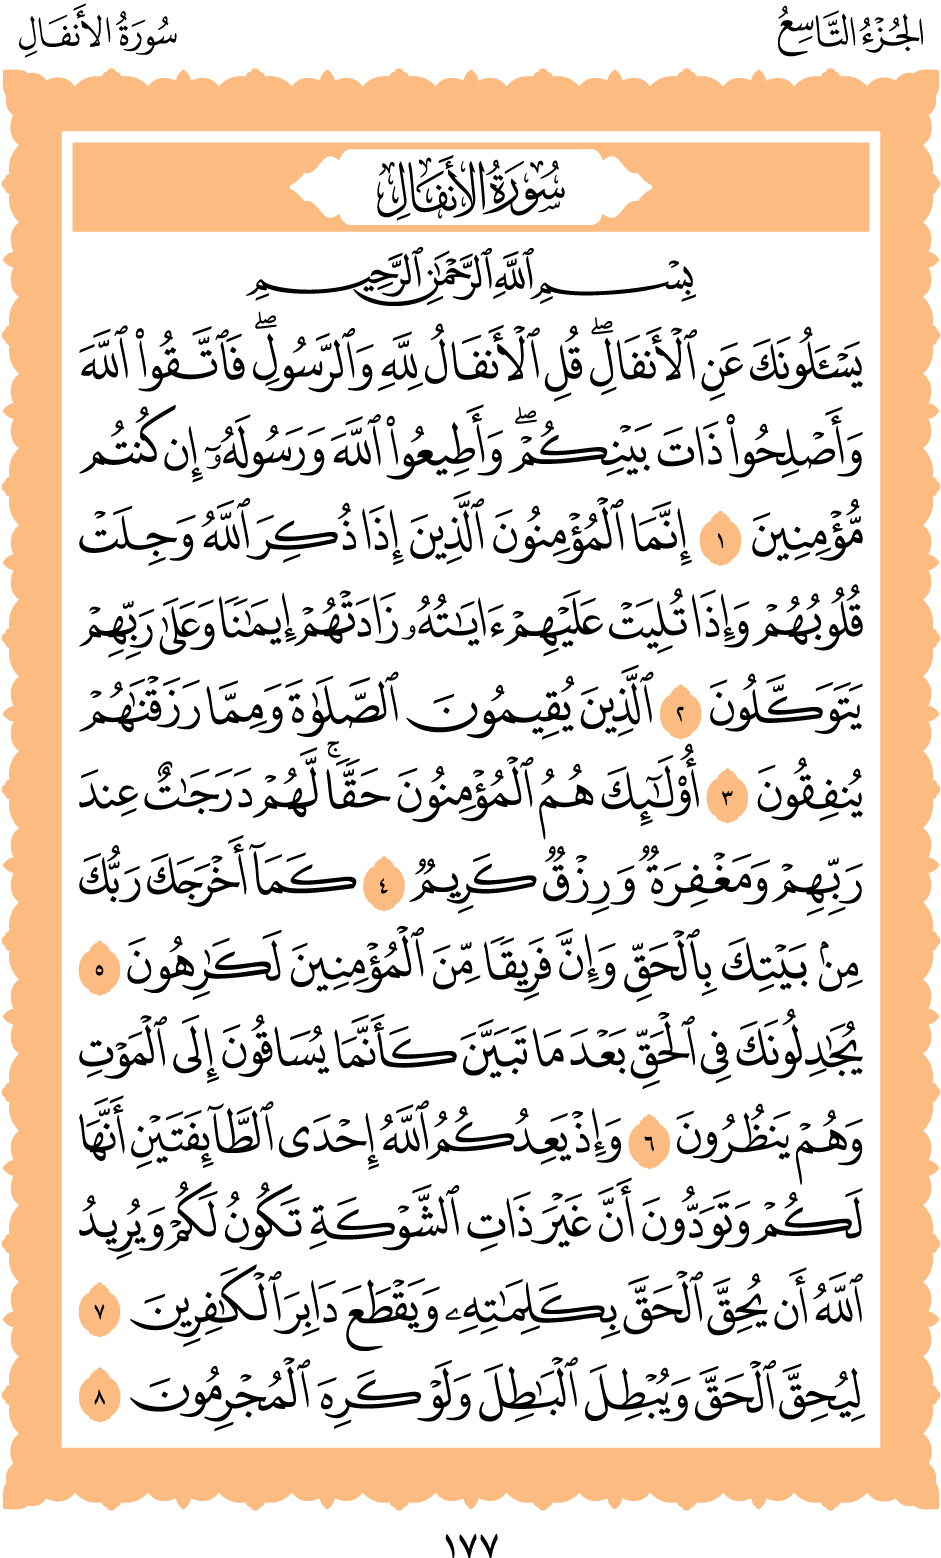 الجُزْءُ التَّاسِعُ
سُورَةُ الأَنفَالِ
سُورَةُ الأَنفَالِ
بِسْمِ ٱللَّهِ ٱلرَّحْمَٰنِ ٱلرَّحِيمِ
يَسْـَٔلُونَكَ عَنِ ٱلْأَنفَالِۖ قُلِ ٱلْأَنفَالُ لِلَّهِ وَٱلرَّسُولِۖ فَٱتَّقُوا۟ ٱللَّهَ
وَأَصْلِحُوا۟ ذَاتَ بَيْنِكُمْۖ وَأَطِيعُوا۟ ٱللَّهَ وَرَسُولَهُۥٓ إِن كُنتُم
مُّؤْمِنِينَ ١ إِنَّمَا ٱلْمُؤْمِنُونَ ٱلَّذِينَ إِذَا ذُكِرَ ٱللَّهُ وَجِلَتْ
قُلُوبُهُمْ وَإِذَا تُلِيَتْ عَلَيْهِمْ ءَايَٰتُهُۥ زَادَتْهُمْ إِيمَٰنًا وَعَلَىٰ رَبِّهِمْ
يَتَوَكَّلُونَ ٢ ٱلَّذِينَ يُقِيمُونَ ٱلصَّلَوٰةَ وَمِمَّا رَزَقْنَٰهُمْ
يُنفِقُونَ ٣ أُو۟لَٰٓئِكَ هُمُ ٱلْمُؤْمِنُونَ حَقًّاۚ لَّهُمْ دَرَجَٰتٌ عِندَ
رَبِّهِمْ وَمَغْفِرَةٌ وَرِزْقٌ كَرِيمٌ ٤ كَمَآ أَخْرَجَكَ رَبُّكَ
مِنۢ بَيْتِكَ بِٱلْحَقِّ وَإِنَّ فَرِيقًا مِّنَ ٱلْمُؤْمِنِينَ لَكَٰرِهُونَ ٥
يُجَٰدِلُونَكَ فِى ٱلْحَقِّ بَعْدَ مَا تَبَيَّنَ كَأَنَّمَا يُسَاقُونَ إِلَى ٱلْمَوْتِ
وَهُمْ يَنظُرُونَ ٦ وَإِذْ يَعِدُكُمُ ٱللَّهُ إِحْدَى ٱلطَّآئِفَتَيْنِ أَنَّهَا
لَكُمْ وَتَوَدُّونَ أَنَّ غَيْرَ ذَاتِ ٱلشَّوْكَةِ تَكُونُ لَكُمْ وَيُرِيدُ
ٱللَّهُ أَن يُحِقَّ ٱلْحَقَّ بِكَلِمَٰتِهِۦ وَيَقْطَعَ دَابِرَ ٱلْكَٰفِرِينَ ٧
لِيُحِقَّ ٱلْحَقَّ وَيُبْطِلَ ٱلْبَٰطِلَ وَلَوْ كَرِهَ ٱلْمُجْرِمُونَ ٨
١٧٧